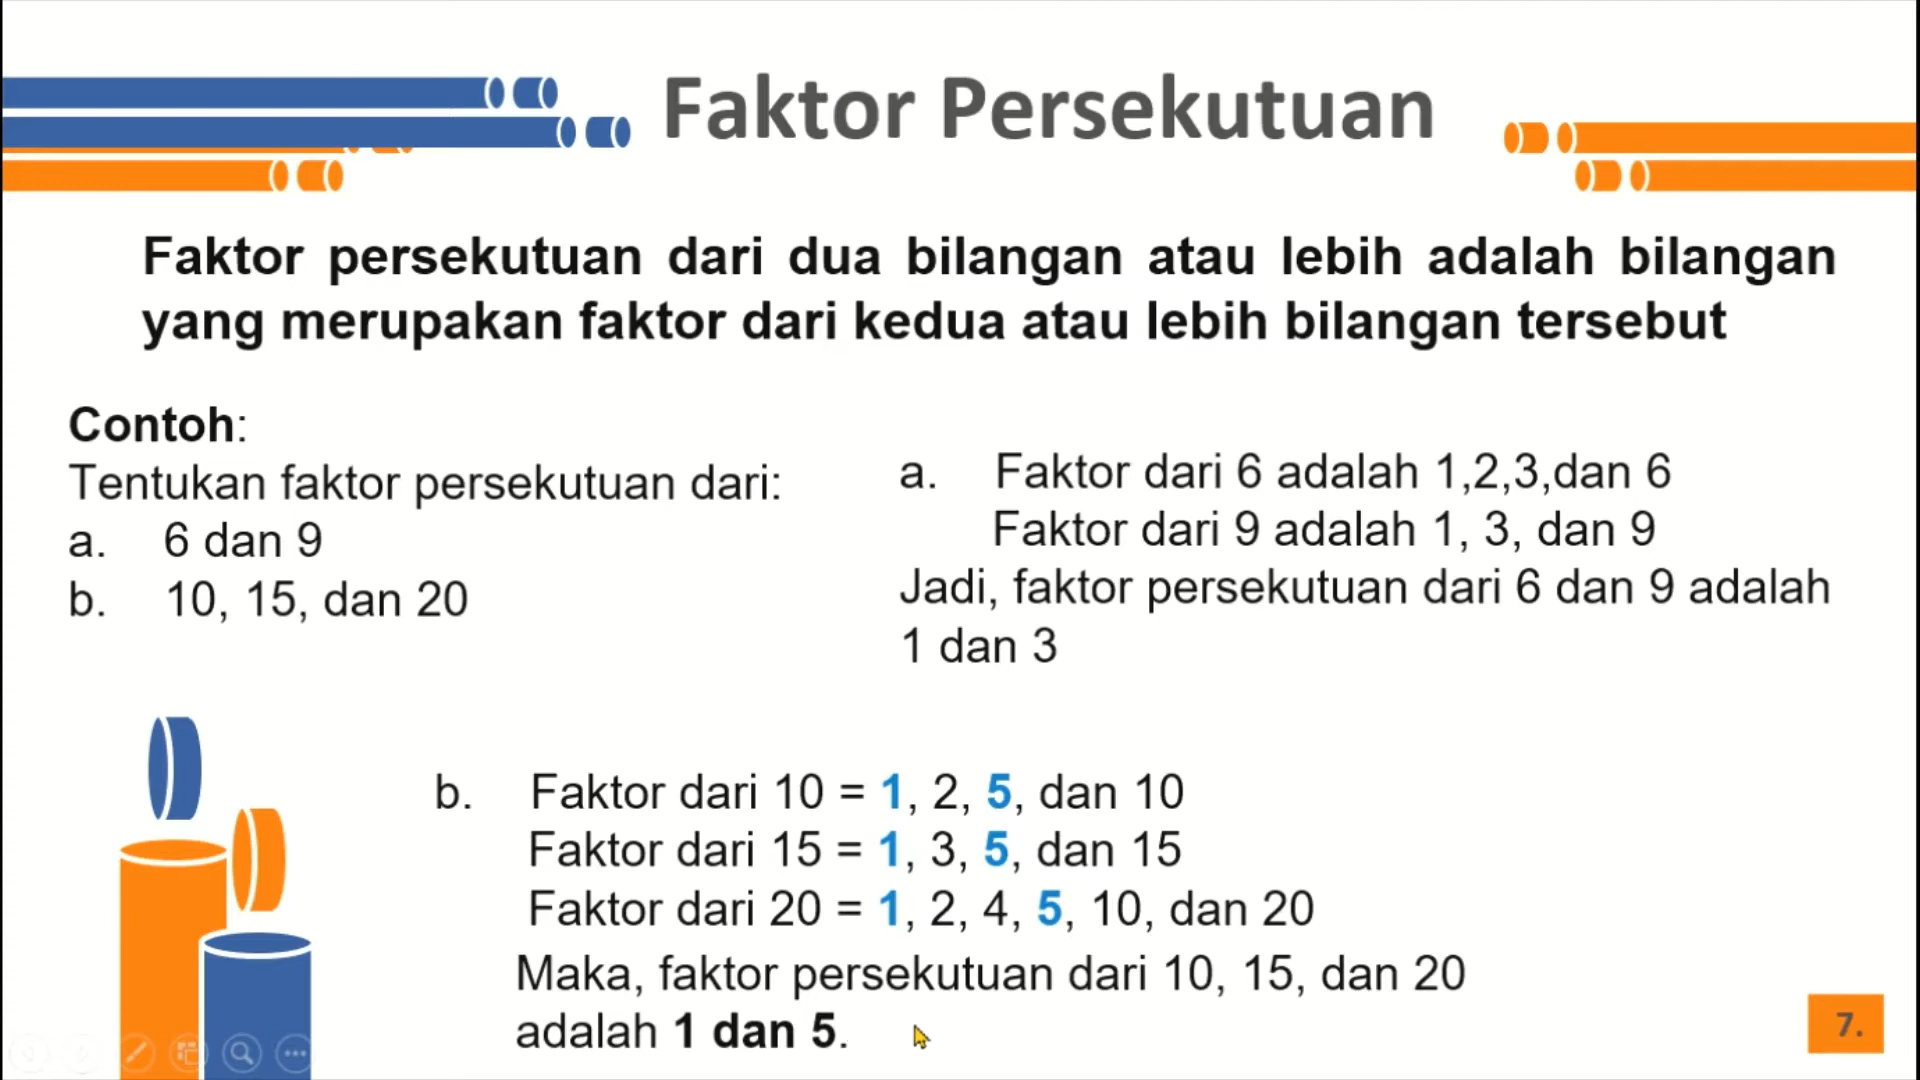 Faktor Persekutuan
Faktor persekutuan dari dua bilangan atau lebih adalah bilangan
yang merupakan faktor dari kedua atau lebih bilangan tersebut
Contoh:
Tentukan faktor persekutuan dari:
a. 6 dan 9
b. 10, 15, dan 20
a. Faktor dari 6 adalah 1,2,3,dan 6
Faktor dari 9 adalah 1, 3, dan 9
Jadi, faktor persekutuan dari 6 dan 9 adalah
1 dan 3
b. Faktor dari 10 = 1, 2, 5, dan 10
Faktor dari 15 = 1, 3, 5, dan 15
Faktor dari 20 = 1, 2, 4, 5, 10, dan 20
Maka, faktor persekutuan dari 10, 15, dan 20
adalah 1 dan 5.
7.